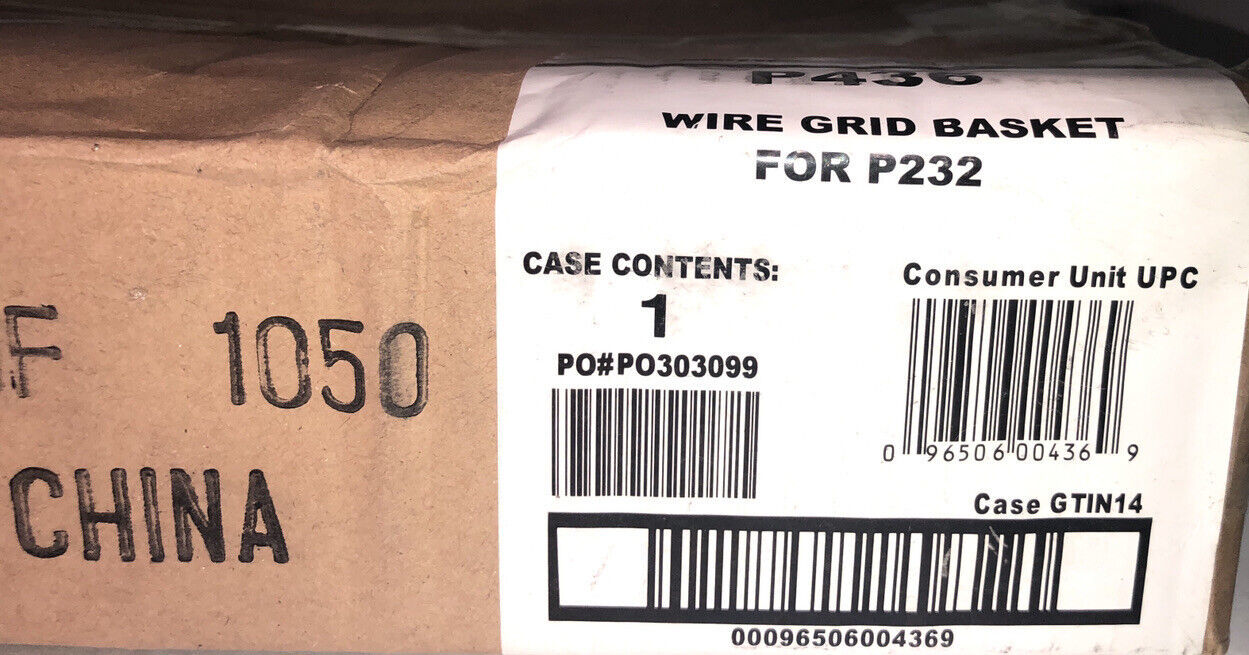 F 1050
CHINA
P436
WIRE GRID BASKET
FOR P232
CASE CONTENTS:
1
PO#PO303099
Consumer Unit UPC
0 96506 00436 9
Case GTIN14
00096506004369